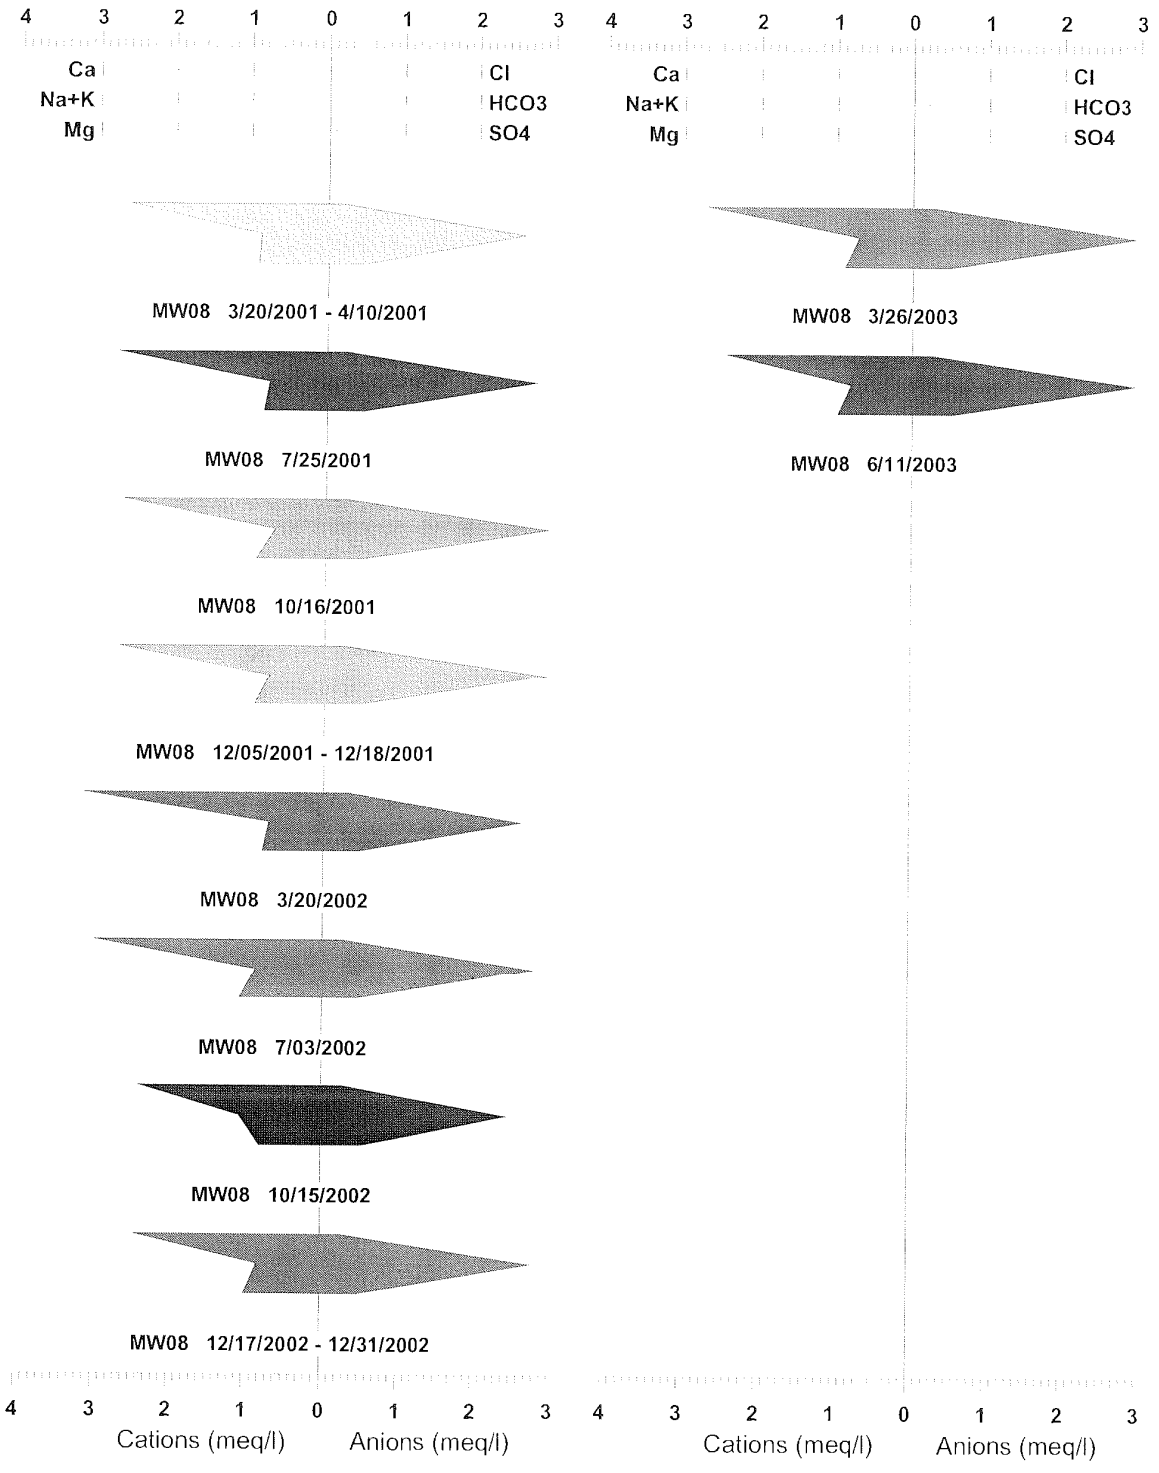 4 3 2 1 0 1 2 3
Ca Cl
Na+K HCO3
Mg SO4
MW08 3/20/2001 - 4/10/2001
MW08 7/25/2001
MW08 10/16/2001
MW08 12/05/2001 - 12/18/2001
MW08 3/20/2002
MW08 7/03/2002
MW08 10/15/2002
MW08 12/17/2002 - 12/31/2002
4 3 2 1 0 1 2 3
Cations (meq/l) Anions (meq/l)
4 3 2 1 0 1 2 3
Ca Cl
Na+K HCO3
Mg SO4
MW08 3/26/2003
MW08 6/11/2003
4 3 2 1 0 1 2 3
Cations (meq/l) Anions (meq/l)